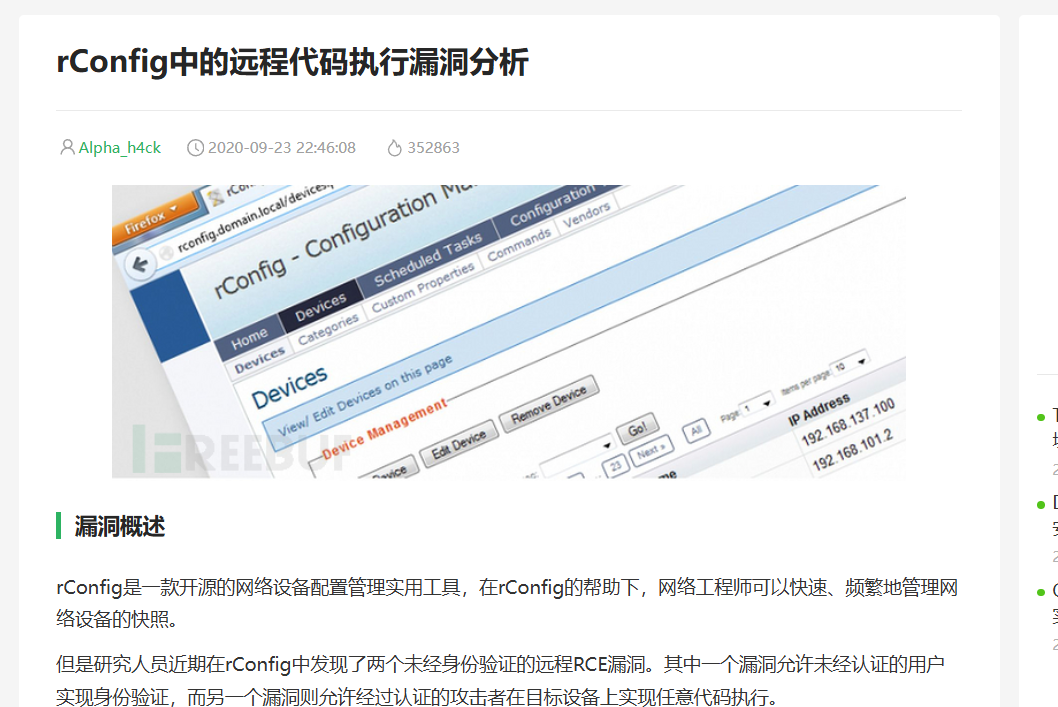 rConfig中的远程代码执行漏洞分析
Alpha_h4ck 2020-09-23 22:46:08 352863
Firefox
rconfig.domain.local/devices
rConfig - Configuration
Home Devices Scheduled Tasks Configuration
Devices Categories Custom Properties Commands Vendors
Devices
View/ Edit Devices on this page
Device Management
Edit Device Remove Device
Go!
23 Next » All Page 1 Items per page 10
IP Address
192.168.137.100
192.168.101.2
FREEBUF
漏洞概述
rConfig是一款开源的网络设备配置管理实用工具，在rConfig的帮助下，网络工程师可以快速、频繁地管理网
络设备的快照。
但是研究人员近期在rConfig中发现了两个未经身份验证的远程RCE漏洞。其中一个漏洞允许未经认证的用户
实现身份验证，而另一个漏洞则允许经过认证的攻击者在目标设备上实现任意代码执行。